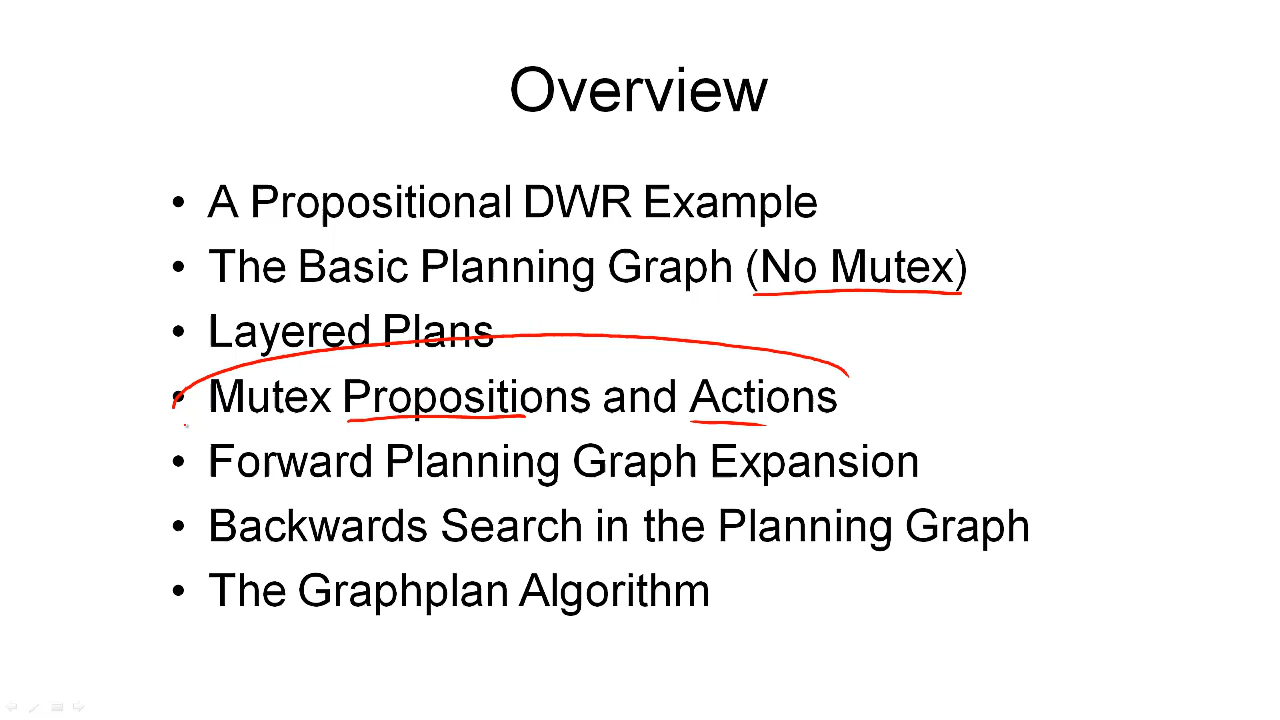 Overview
• A Propositional DWR Example
• The Basic Planning Graph (No Mutex)
• Layered Plans
• Mutex Propositions and Actions
• Forward Planning Graph Expansion
• Backwards Search in the Planning Graph
• The Graphplan Algorithm